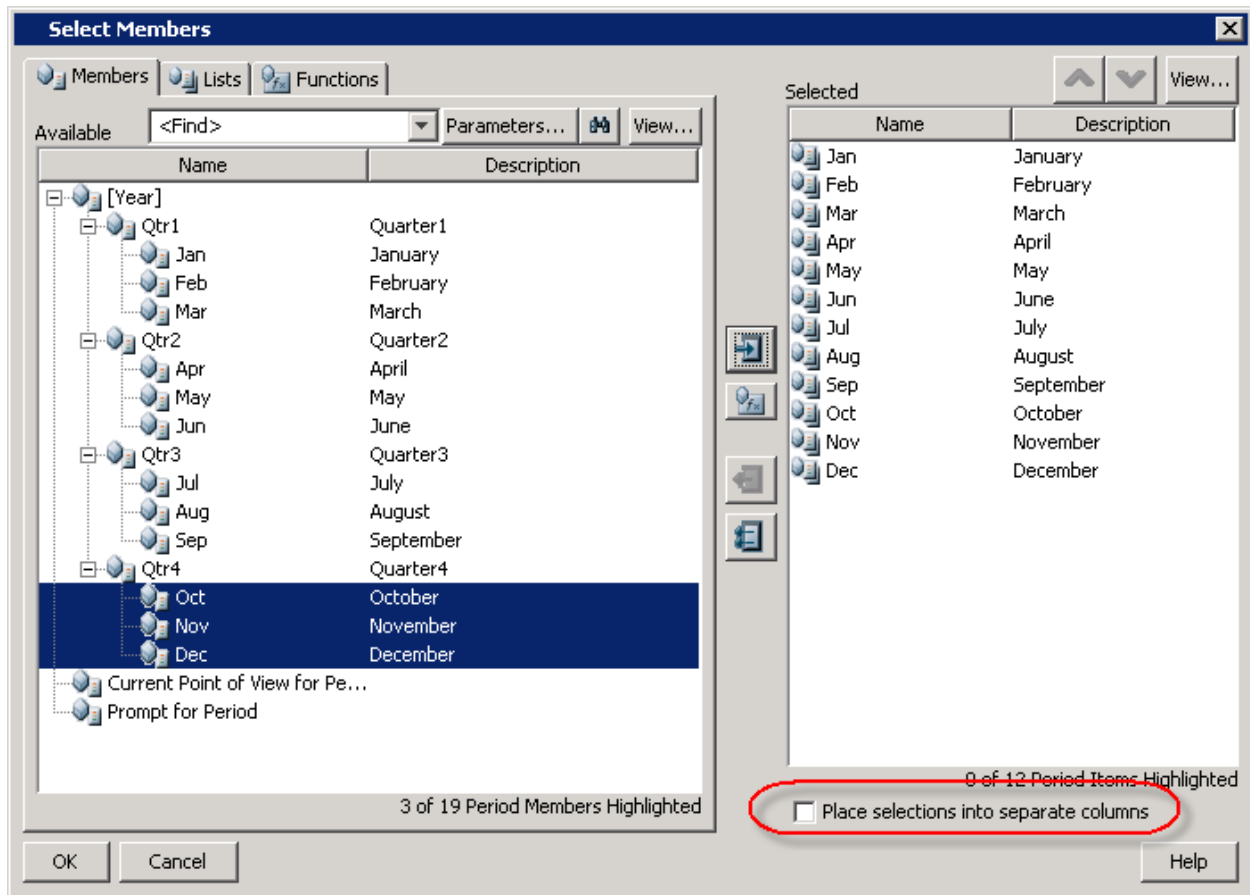 Select Members
Members Lists Functions
Available <Find> Parameters... View...
Name Description
[Year]
Qtr1 Quarter1
Jan January
Feb February
Mar March
Qtr2 Quarter2
Apr April
May May
Jun June
Qtr3 Quarter3
Jul July
Aug August
Sep September
Qtr4 Quarter4
Oct October
Nov November
Dec December
Current Point of View for Pe...
Prompt for Period
3 of 19 Period Members Highlighted
Selected View...
Name Description
Jan January
Feb February
Mar March
Apr April
May May
Jun June
Jul July
Aug August
Sep September
Oct October
Nov November
Dec December
0 of 12 Period Items Highlighted
Place selections into separate columns
OK Cancel Help